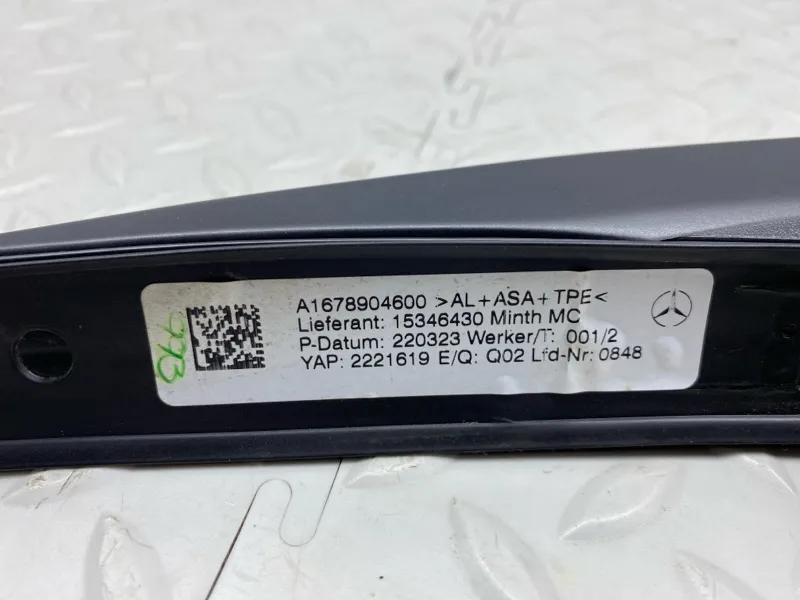 A1678904600 >AL+ASA+TPE<
Lieferant: 15346430 Minth MC
P-Datum: 220323 Werker/T: 001/2
YAP: 2221619 E/Q: Q02 Lfd-Nr: 0848